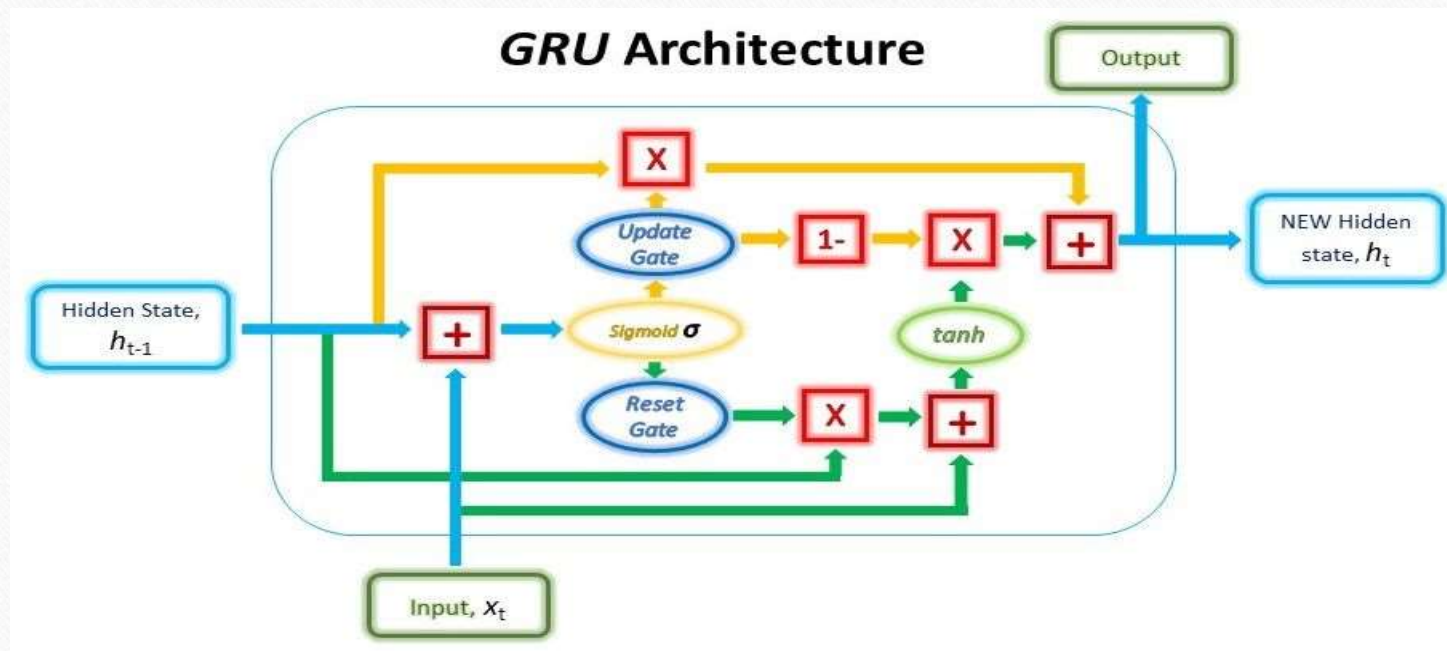 GRU Architecture
Output
X
Update
Gate
1-
X
+
NEW Hidden
state, hₜ
Hidden State,
hₜ₋₁
+
Sigmoid σ
tanh
Reset
Gate
X
+
Input, xₜ